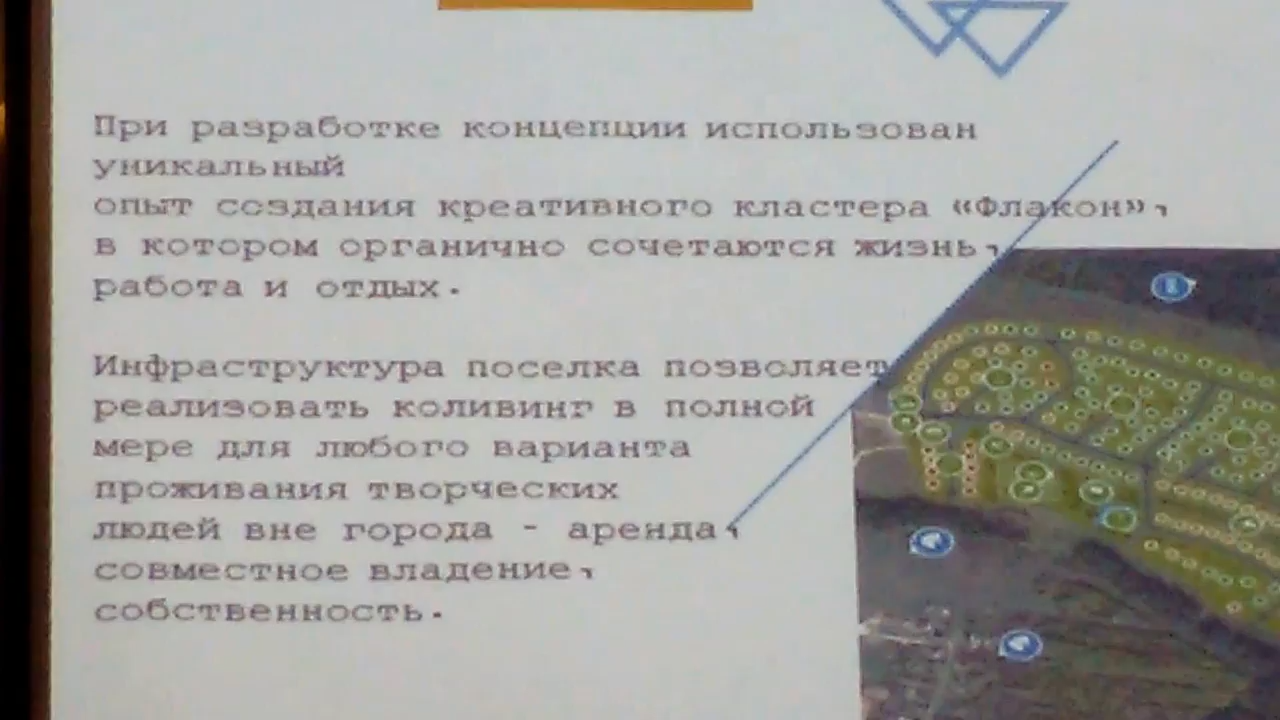 При разработке концепции использован
уникальный
опыт создания креативного кластера «Флакон»,
в котором органично сочетаются жизнь,
работа и отдых.
Инфраструктура поселка позволяет
реализовать коливинг в полной
мере для любого варианта
проживания творческих
людей вне города - аренда,
совместное владение,
собственность.